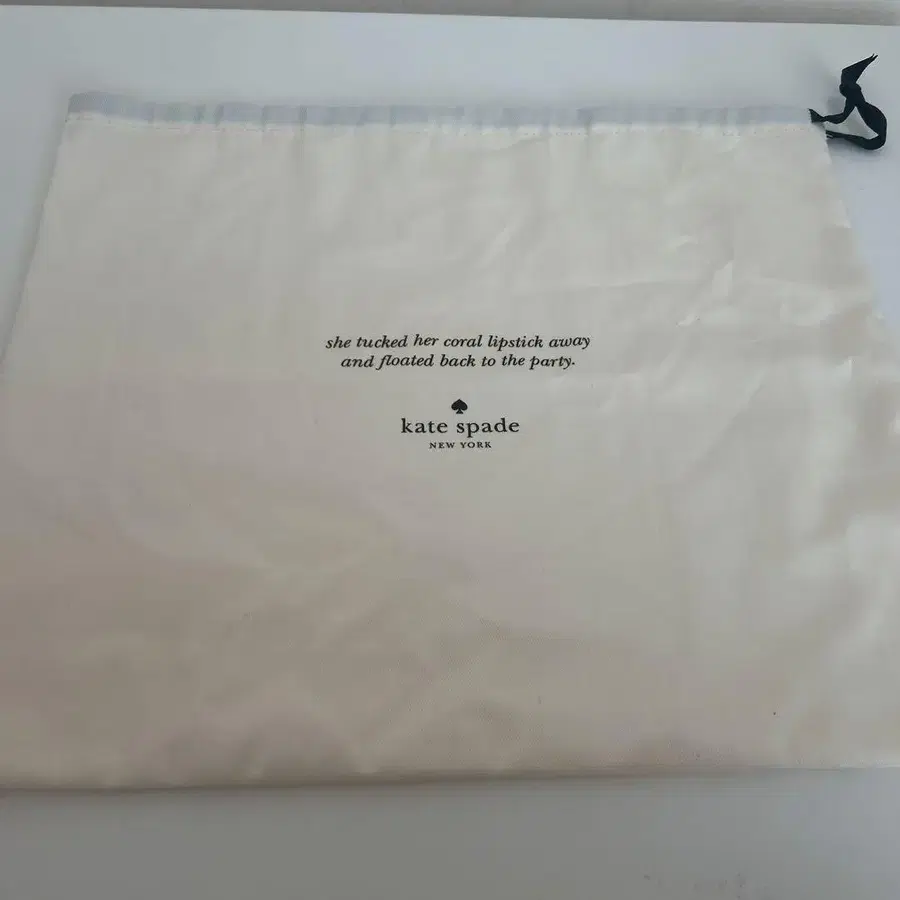 she tucked her coral lipstick away
and floated back to the party.
kate spade
NEW YORK